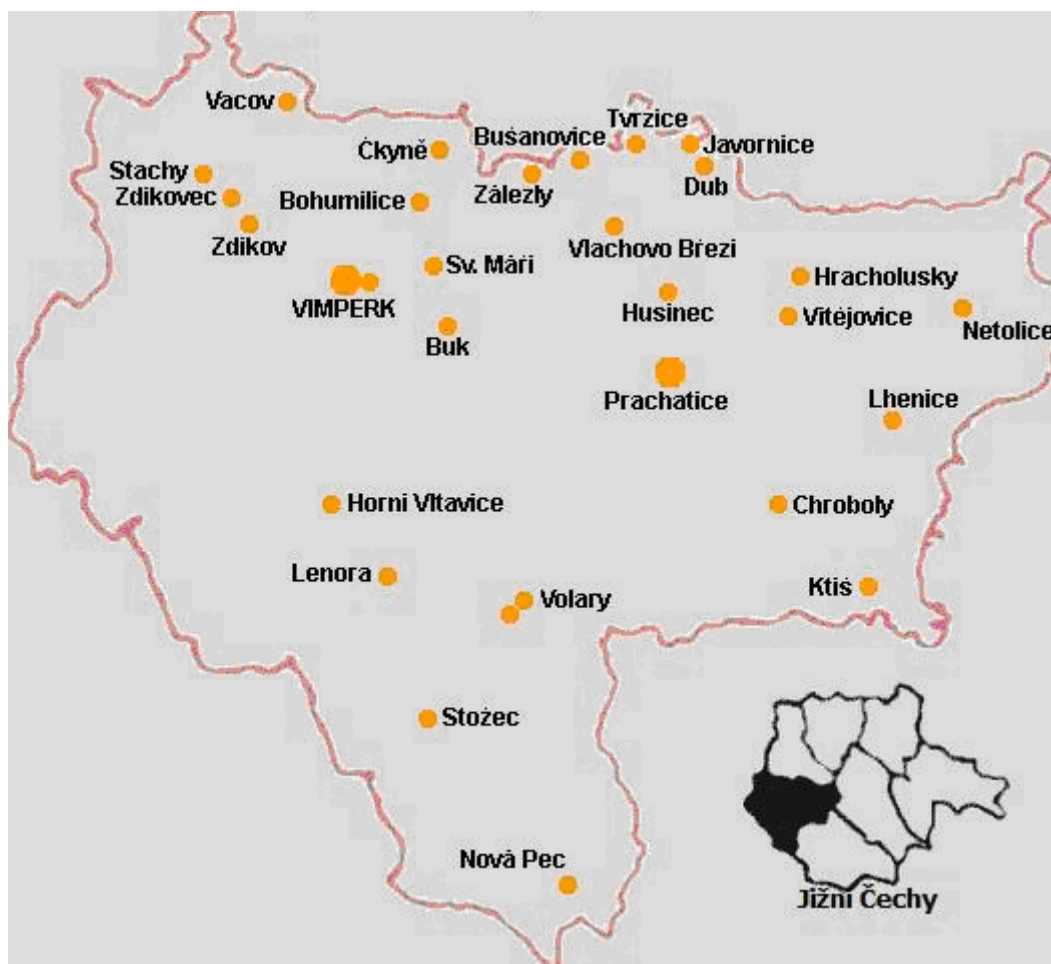 Vacov
Tvrzice
Bušanovice
Čkyně
Javornice
Stachy
Dub
Zdikovec
Zálezly
Bohumilice
Zdikov
Vlachovo Březi
Sv. Máří
Hracholusky
VIMPERK
Husinec
Vitějovice
Netolice
Buk
Prachatice
Lhenice
Horni Vltavice
Chroboly
Lenora
Ktiš
Volary
Stožec
Nová Pec
Jižní Čechy